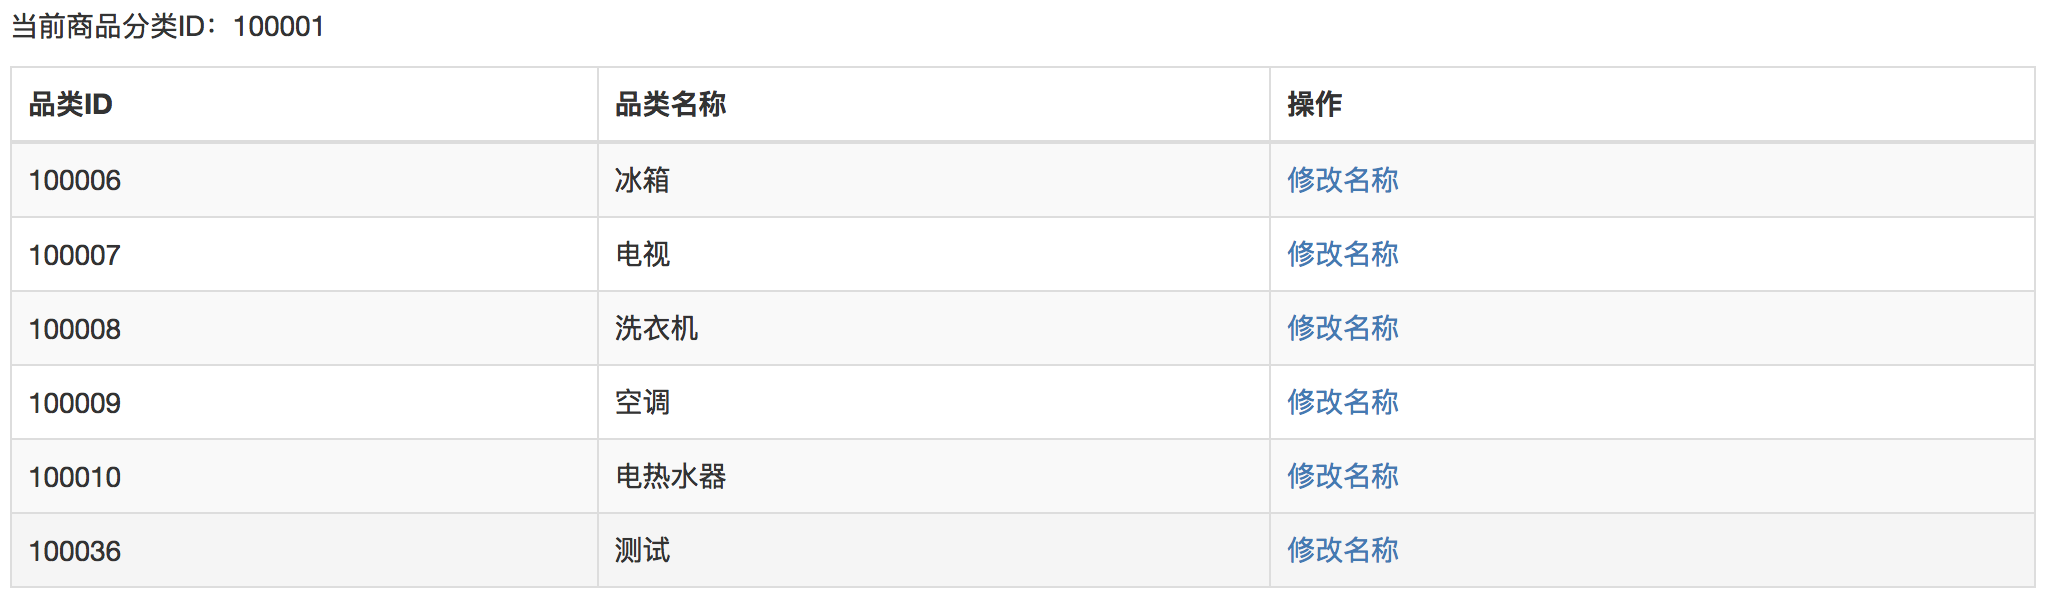 当前商品分类ID：100001
品类ID 品类名称 操作
100006 冰箱 修改名称
100007 电视 修改名称
100008 洗衣机 修改名称
100009 空调 修改名称
100010 电热水器 修改名称
100036 测试 修改名称